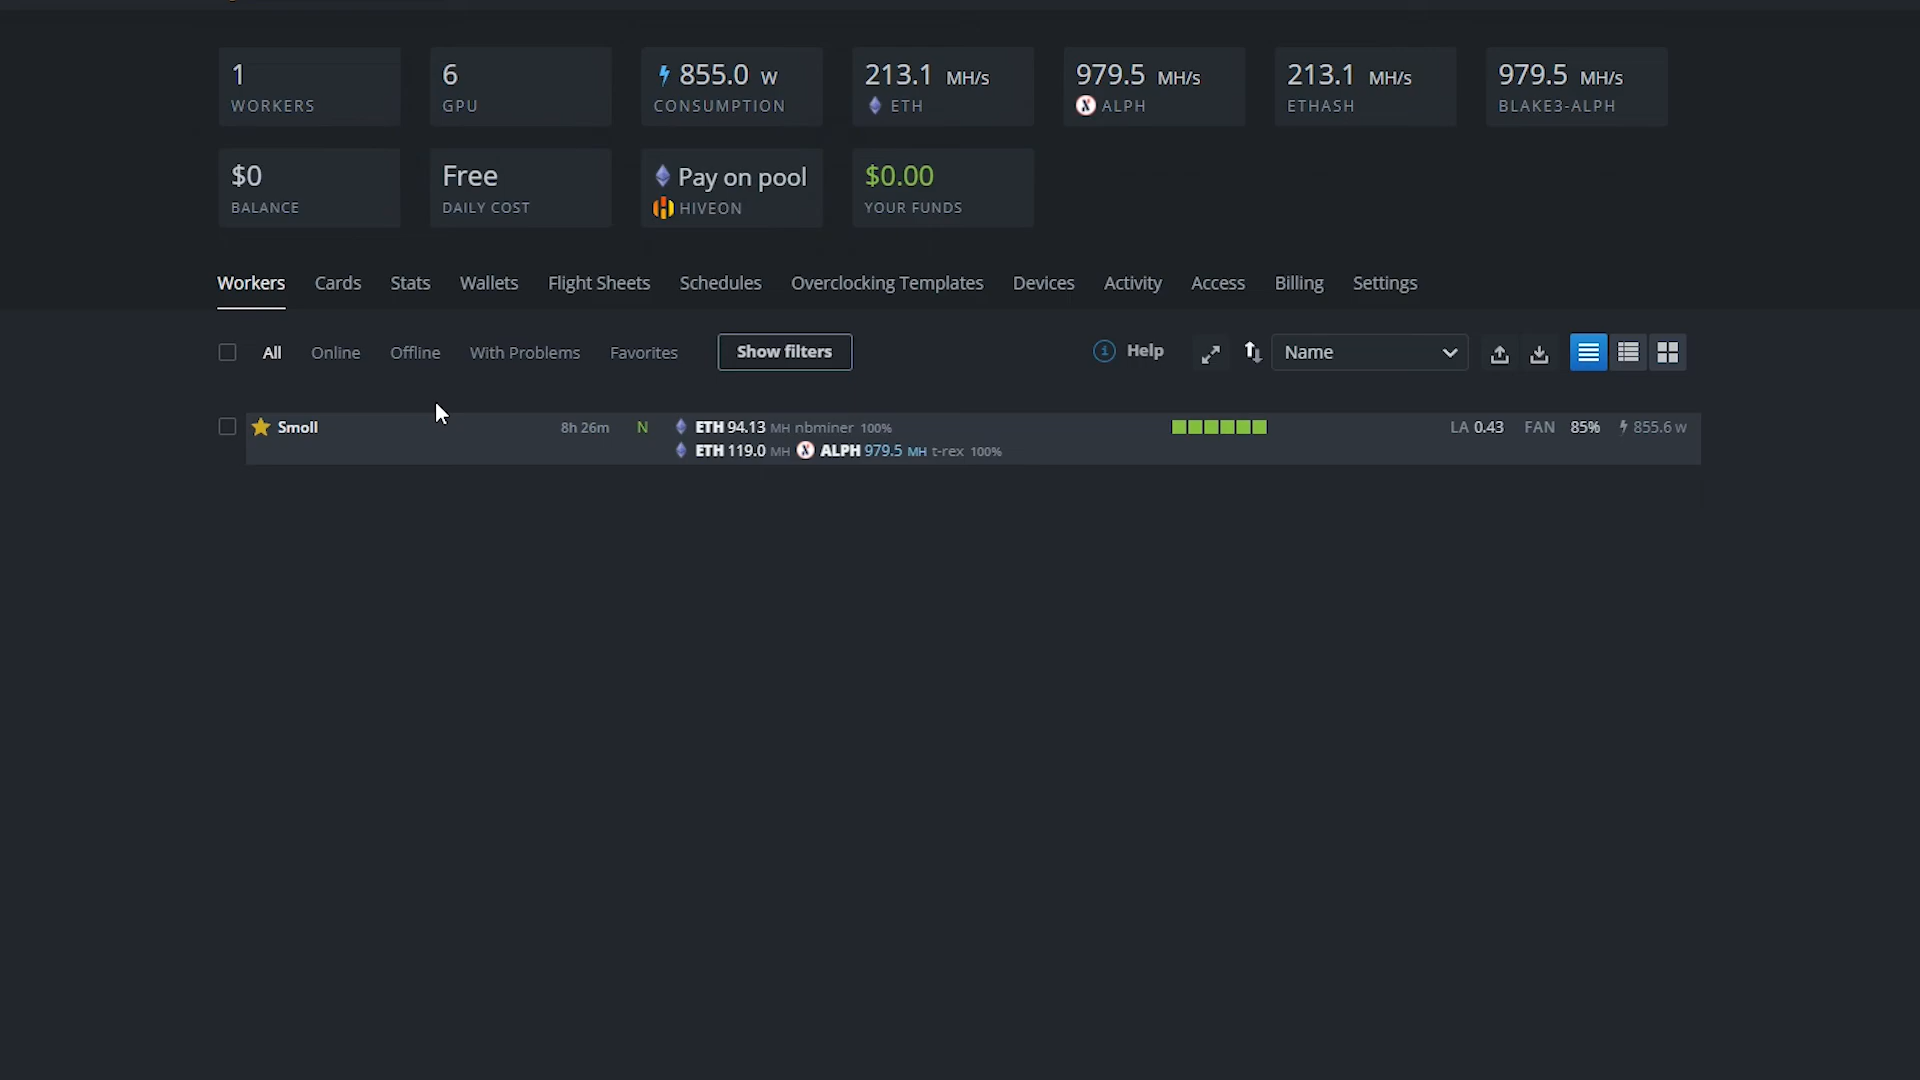 1
WORKERS
6
GPU
855.0 W
CONSUMPTION
213.1 MH/s
ETH
979.5 MH/s
ALPH
213.1 MH/s
ETHASH
979.5 MH/s
BLAKE3-ALPH
$0
BALANCE
Free
DAILY COST
Pay on pool
HIVEON
$0.00
YOUR FUNDS
Workers Cards Stats Wallets Flight Sheets Schedules Overclocking Templates Devices Activity Access Billing Settings
All Online Offline With Problems Favorites Show filters Help Name
Smoll 8h 26m N ETH 94.13 MH nbminer 100% LA 0.43 FAN 85% 855.6 W
ETH 119.0 MH ALPH 979.5 MH t-rex 100%